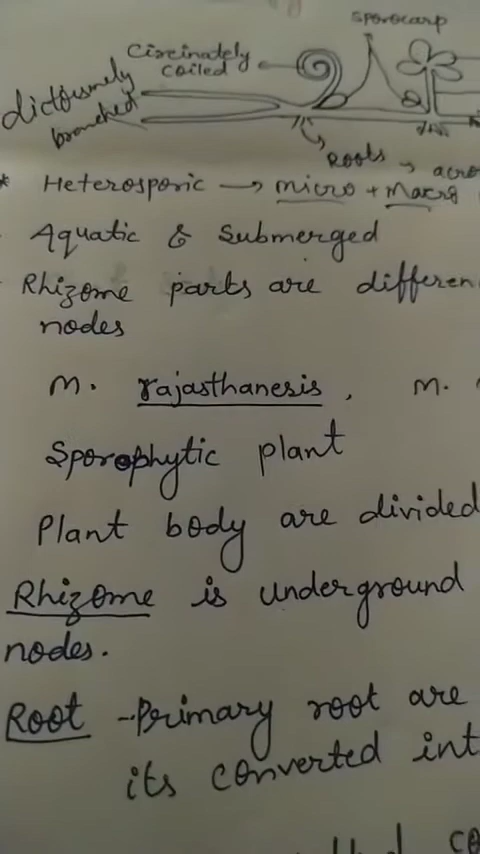 Sporocarp
Circinately
coiled
dictousmely
branched
Roots →
* Heterosporic → micro + Macro
Aquatic & Submerged
Rhizome parts are differen
nodes
M. rajasthanesis, M.
Sporophytic plant
Plant body are divided
Rhizome is underground
nodes.
Root - Primary root are
its converted int